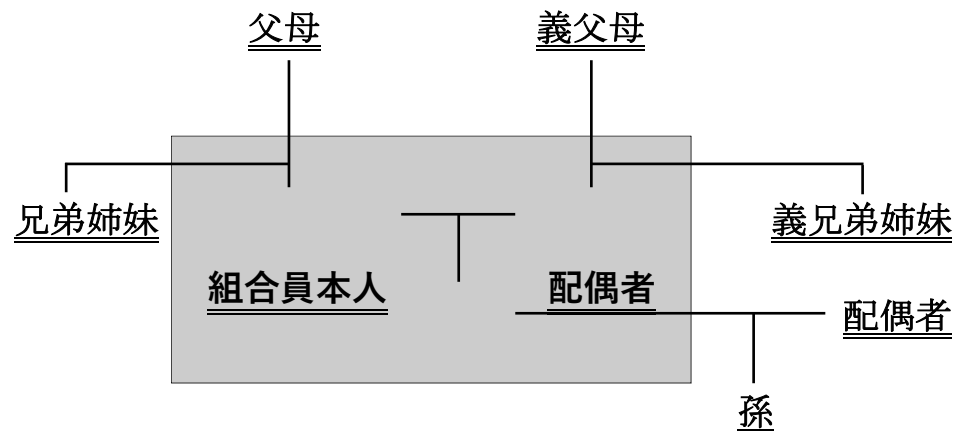 父母
義父母
兄弟姉妹
義兄弟姉妹
組合員本人
配偶者
配偶者
孫